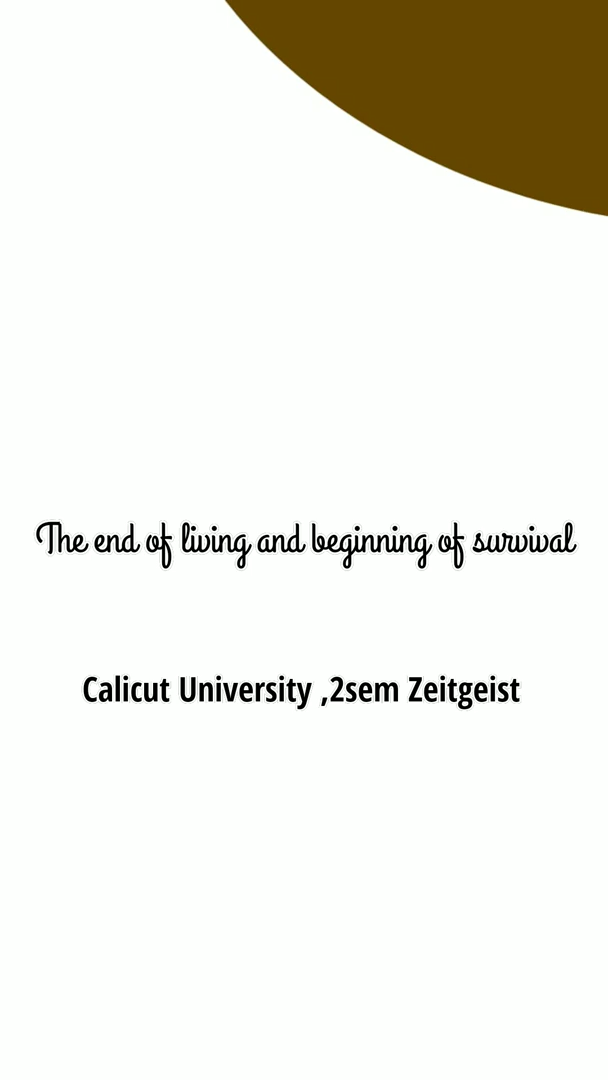 The end of living and beginning of survival
Calicut University ,2sem Zeitgeist